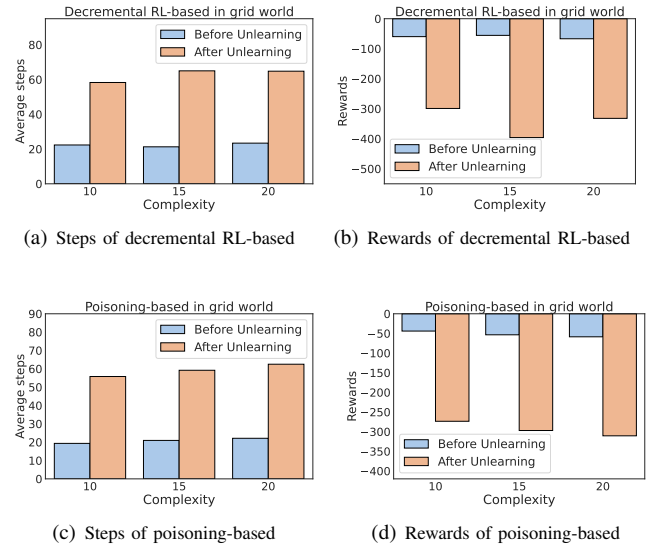 Decremental RL-based in grid world
Before Unlearning
After Unlearning
Average steps
80
60
40
20
0
10 15 20
Complexity
(a) Steps of decremental RL-based
Decremental RL-based in grid world
Rewards
0
−100
−200
−300
−400
−500
Before Unlearning
After Unlearning
10 15 20
Complexity
(b) Rewards of decremental RL-based
Poisoning-based in grid world
Before Unlearning
After Unlearning
Average steps
90
80
70
60
50
40
30
20
10
0
10 15 20
Complexity
(c) Steps of poisoning-based
Poisoning-based in grid world
Rewards
0
−50
−100
−150
−200
−250
−300
−350
−400
Before Unlearning
After Unlearning
10 15 20
Complexity
(d) Rewards of poisoning-based